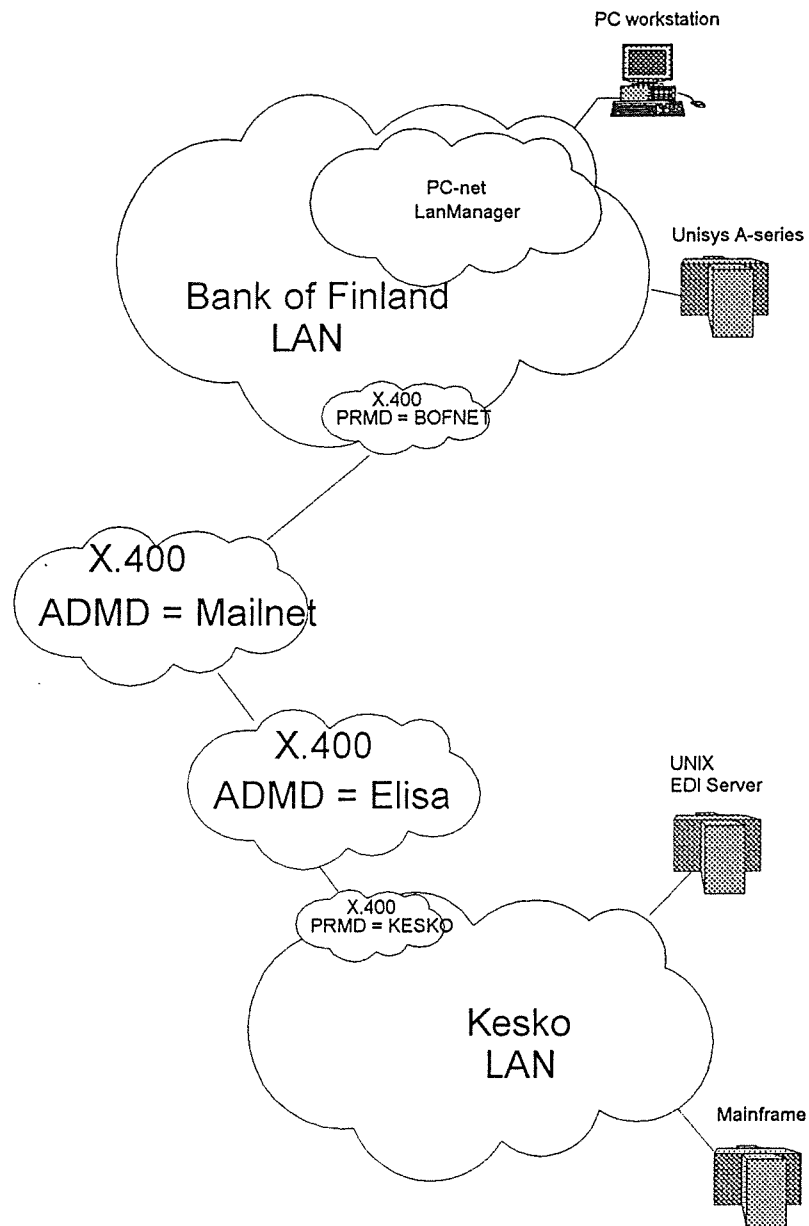 PC workstation
PC-net
LanManager
Unisys A-series
Bank of Finland
LAN
X.400
PRMD = BOFNET
X.400
ADMD = Mailnet
X.400
ADMD = Elisa
UNIX
EDI Server
X.400
PRMD = KESKO
Kesko
LAN
Mainframe